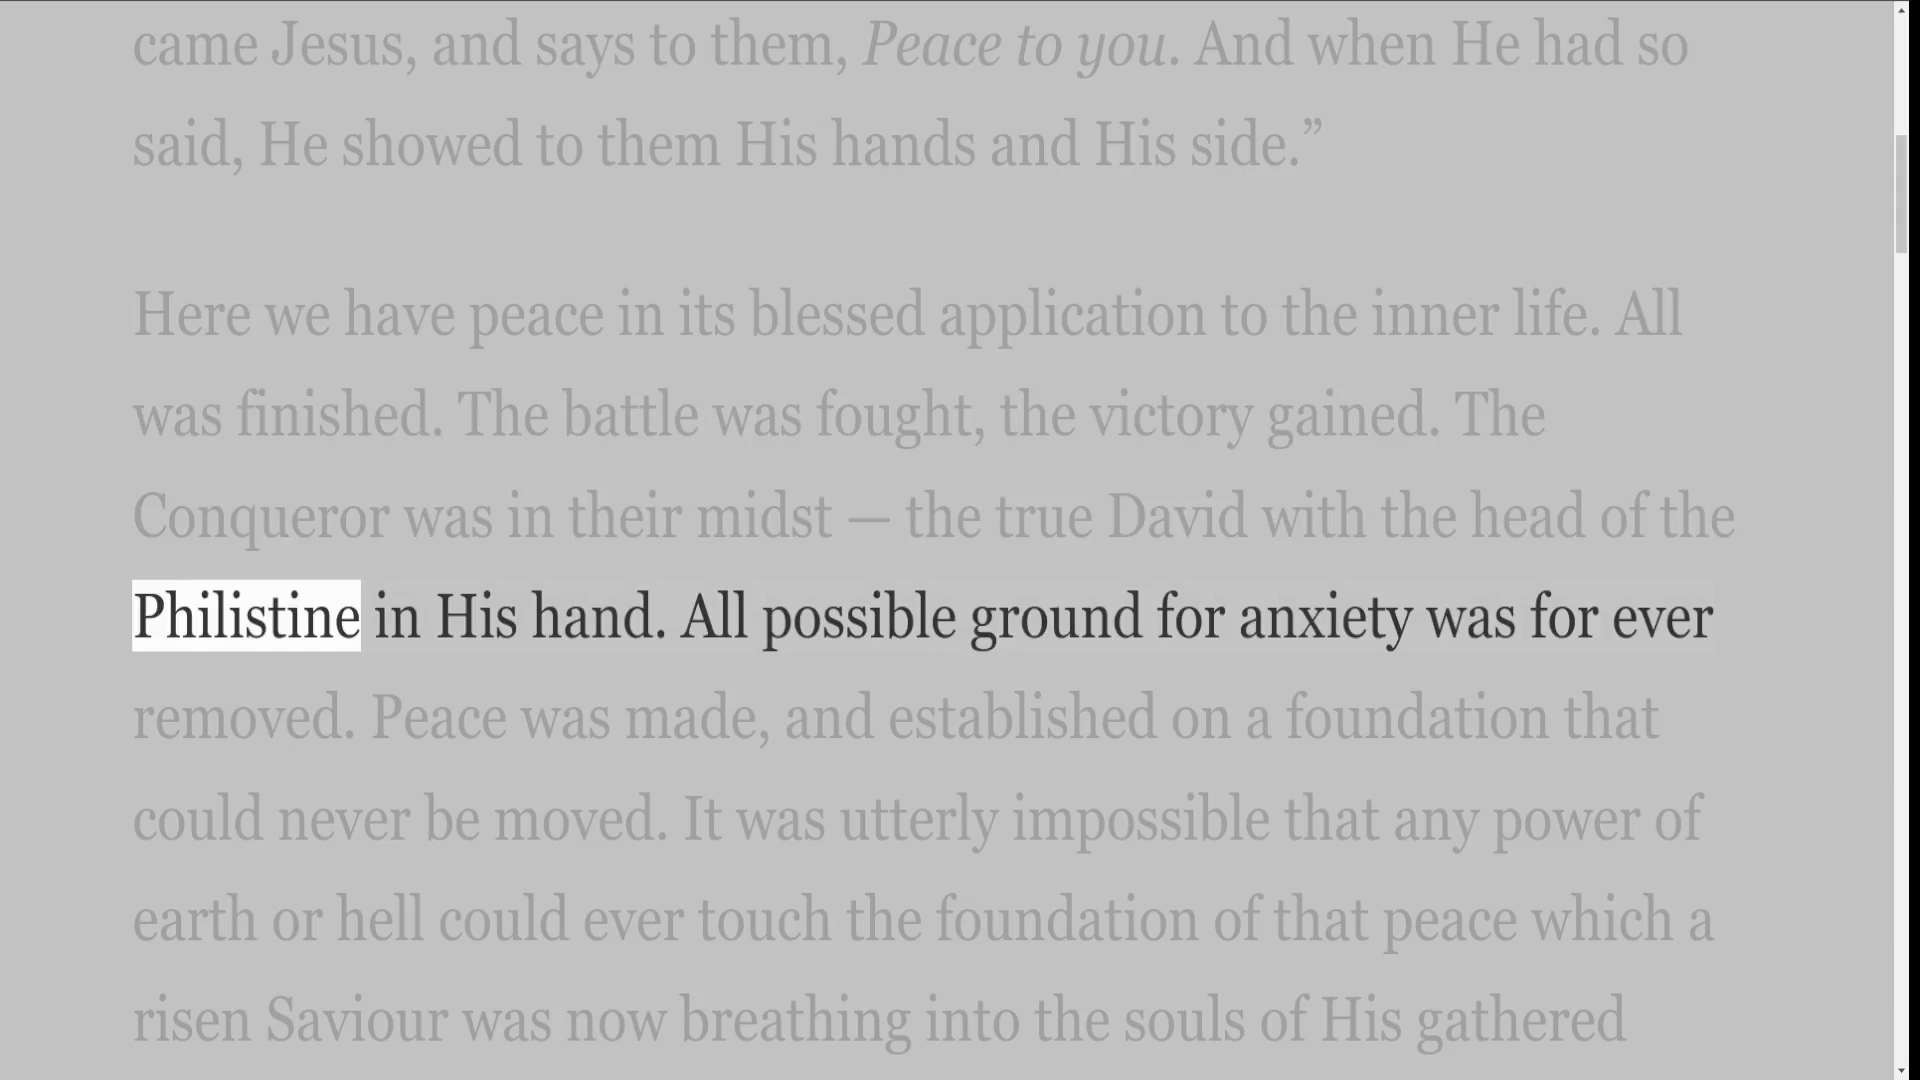 came Jesus, and says to them, Peace to you. And when He had so
said, He showed to them His hands and His side.”
Here we have peace in its blessed application to the inner life. All
was finished. The battle was fought, the victory gained. The
Conqueror was in their midst — the true David with the head of the
Philistine in His hand. All possible ground for anxiety was for ever
removed. Peace was made, and established on a foundation that
could never be moved. It was utterly impossible that any power of
earth or hell could ever touch the foundation of that peace which a
risen Saviour was now breathing into the souls of His gathered